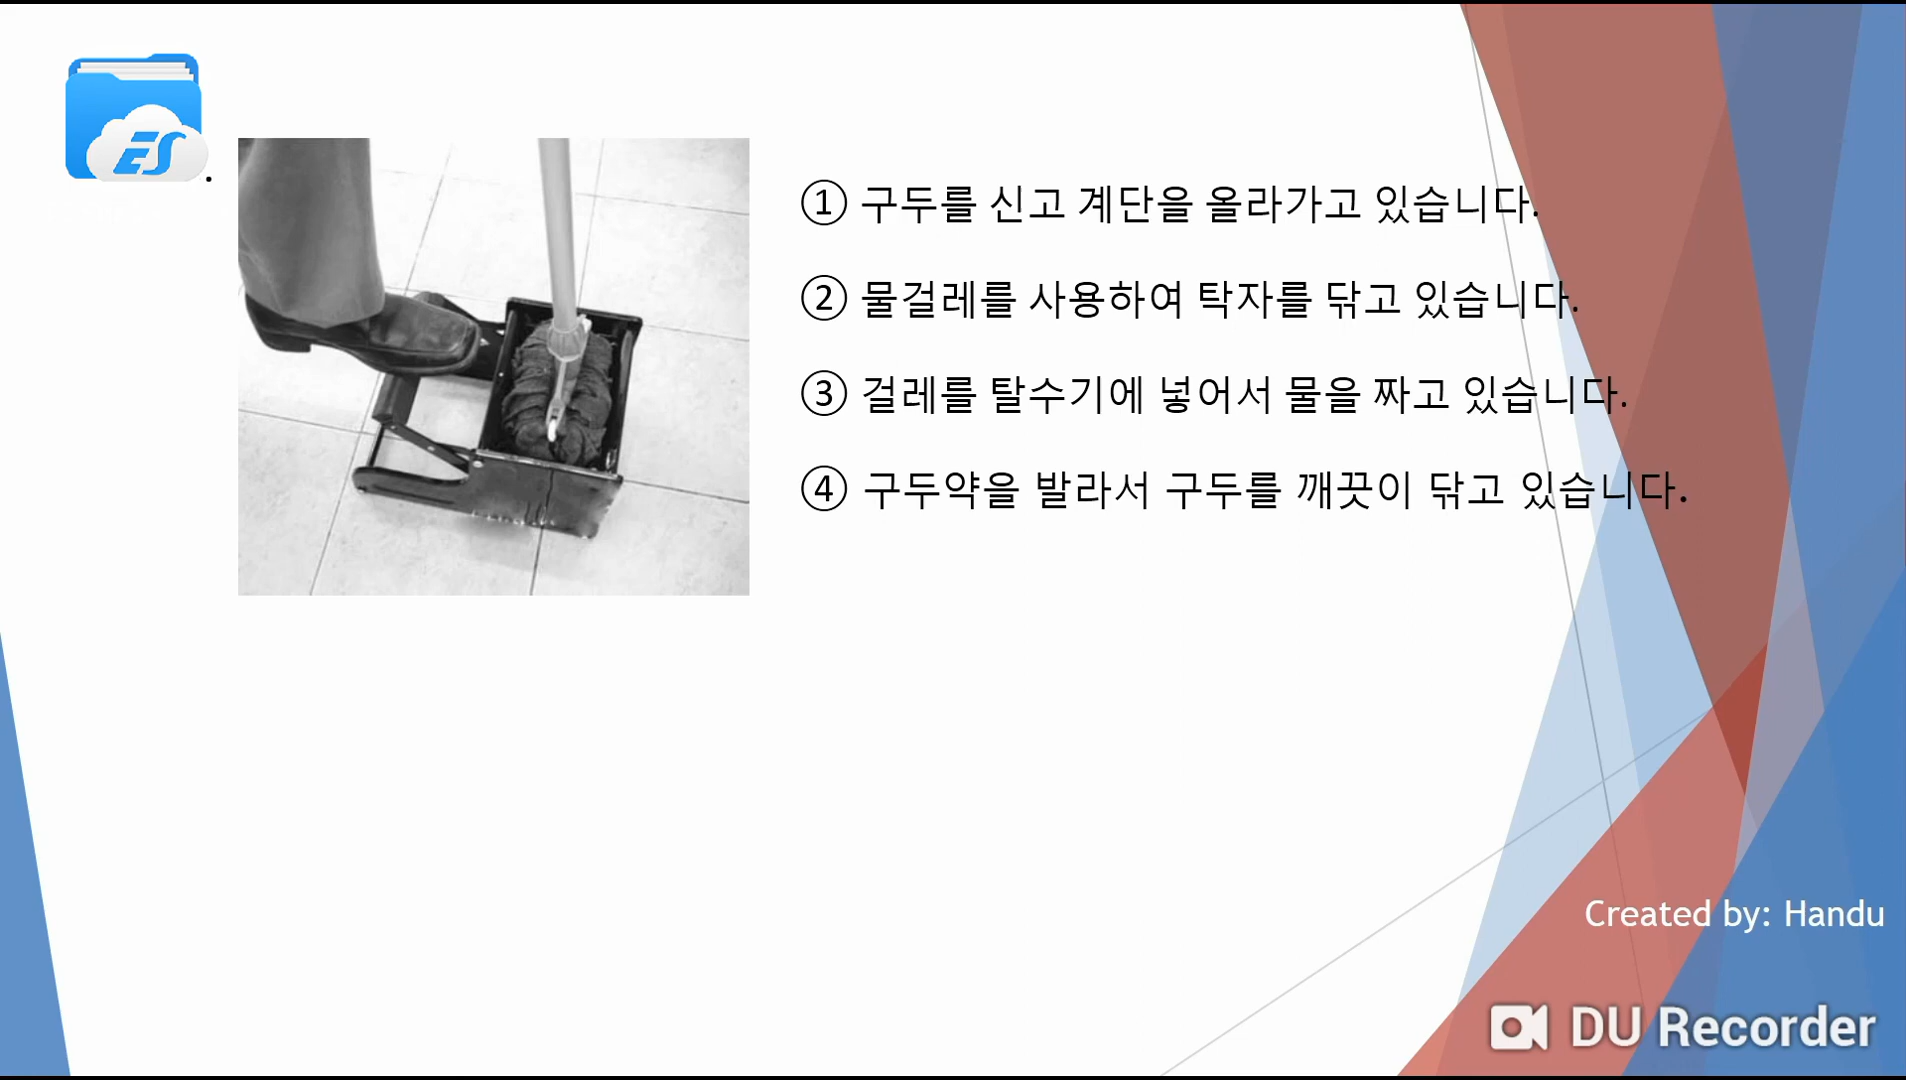 ES
.
① 구두를 신고 계단을 올라가고 있습니다.
② 물걸레를 사용하여 탁자를 닦고 있습니다.
③ 걸레를 탈수기에 넣어서 물을 짜고 있습니다.
④ 구두약을 발라서 구두를 깨끗이 닦고 있습니다.
Created by: Handu
DU Recorder